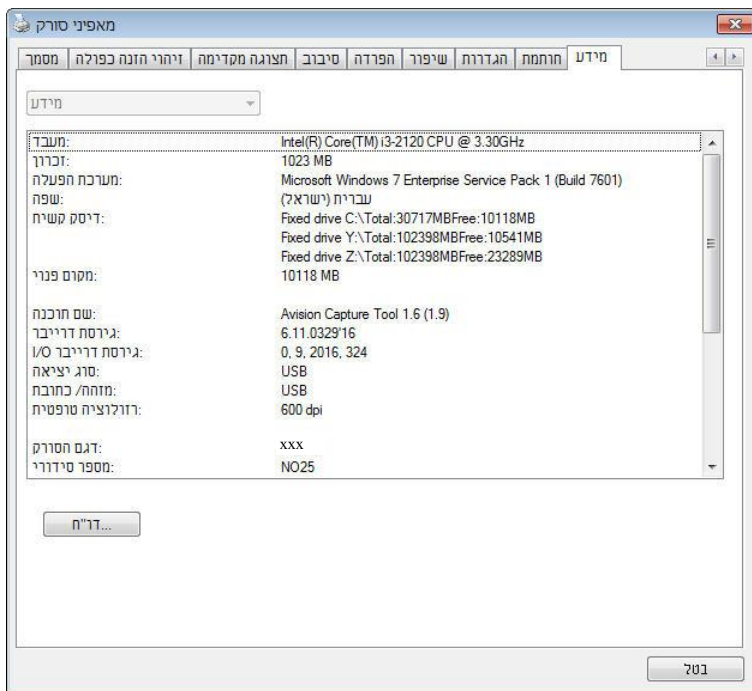 מאפיני סורק
מסמך זיהוי הזנה כפולה תצוגה מקדימה סיבוב הפרדה שיפור הגדרות חותמת מידע
מידע
מעבד: Intel(R) Core(TM) i3-2120 CPU @ 3.30GHz
זכרון: 1023 MB
מערכת הפעלה: Microsoft Windows 7 Enterprise Service Pack 1 (Build 7601)
שפה: עברית (ישראל)
דיסק קשיח: Fixed drive C:\Total:30717MBFree:10118MB
Fixed drive Y:\Total:102398MBFree:10541MB
Fixed drive Z:\Total:102398MBFree:23289MB
מקום פנוי: 10118 MB
שם תוכנה: Avision Capture Tool 1.6 (1.9)
גירסת דרייבר: 6.11.0329'16
גירסת דרייבר I/O: 0, 9, 2016, 324
סוג יציאה: USB
מזהה/ כתובת: USB
רזולוציה טופטית: 600 dpi
דגם הסורק: xxx
מספר סידורי: NO25
דו"ח...
בטל